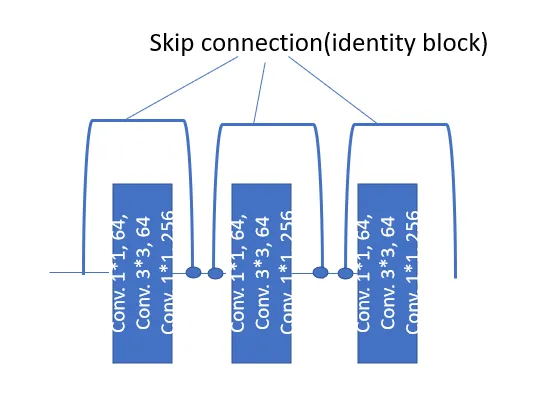 Skip connection(identity block)
Conv. 1*1, 64,
Conv. 3*3, 64
Conv. 1*1, 256
Conv. 1*1, 64,
Conv. 3*3, 64
Conv. 1*1, 256
Conv. 1*1, 64,
Conv. 3*3, 64
Conv. 1*1, 256